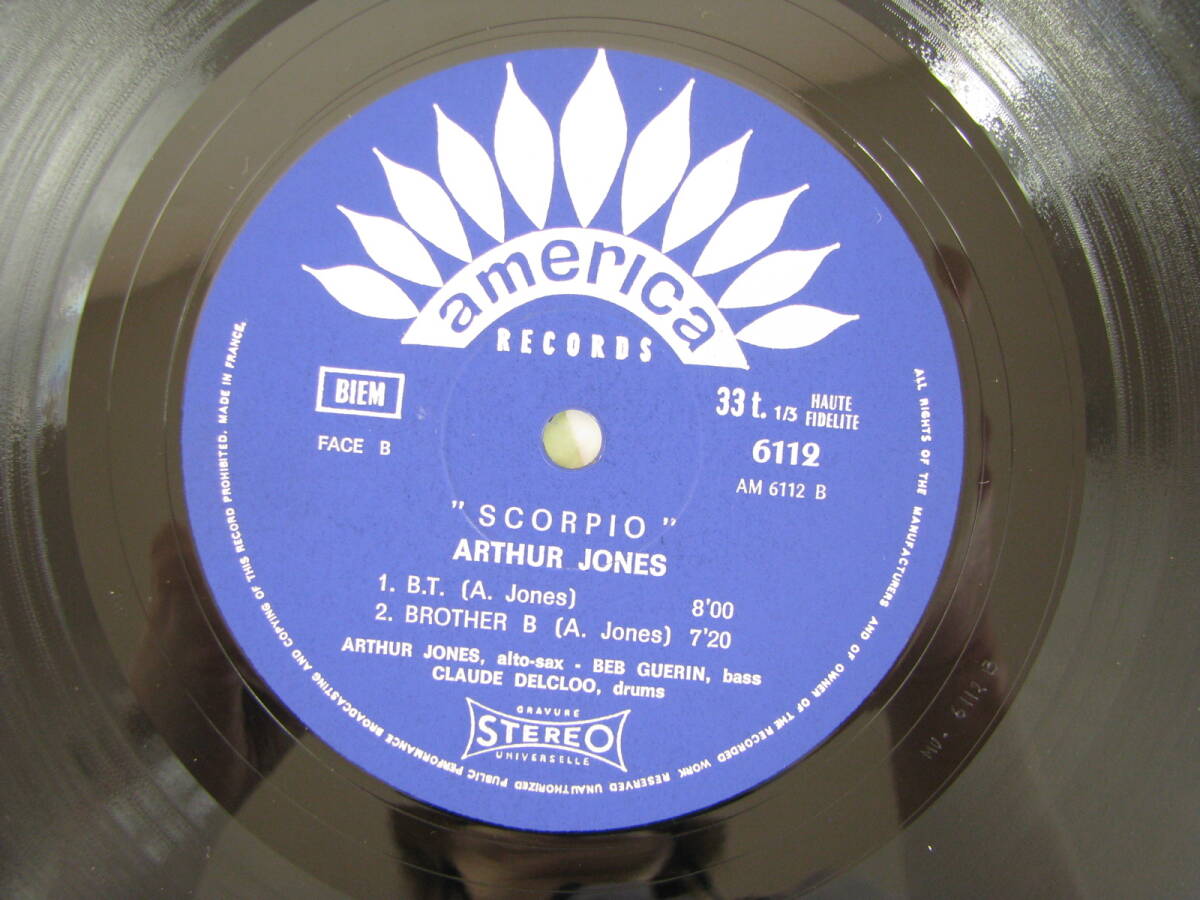 america
RECORDS
BIEM
33 t. 1/3 HAUTE FIDELITE
FACE B
6112
AM 6112 B
" SCORPIO "
ARTHUR JONES
1. B.T. (A. Jones) 8'00
2. BROTHER B (A. Jones) 7'20
ARTHUR JONES, alto-sax - BEB GUERIN, bass
CLAUDE DELCLOO, drums
GRAVURE
STEREO
UNIVERSELLE
ALL RIGHTS OF THE MANUFACTURERS AND OF OWNER OF THE RECORDED WORK RESERVED UNAUTHORIZED PUBLIC PERFORMANCE BROADCASTING AND COPYING OF THIS RECORD PROHIBITED. MADE IN FRANCE.
MU - 6112 B